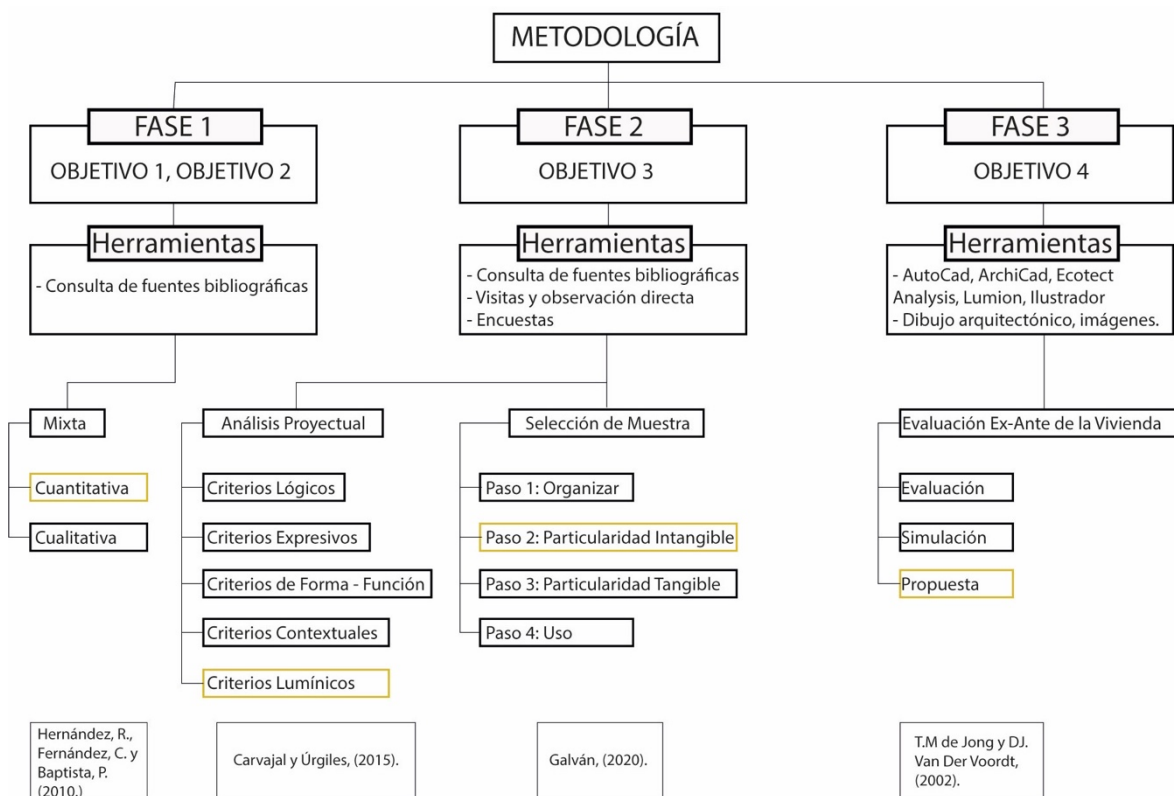 METODOLOGÍA
FASE 1
OBJETIVO 1, OBJETIVO 2
Herramientas
- Consulta de fuentes bibliográficas
Mixta
Cuantitativa
Cualitativa
FASE 2
OBJETIVO 3
Herramientas
- Consulta de fuentes bibliográficas
- Visitas y observación directa
- Encuestas
Análisis Proyectual
Criterios Lógicos
Criterios Expresivos
Criterios de Forma - Función
Criterios Contextuales
Criterios Lumínicos
Selección de Muestra
Paso 1: Organizar
Paso 2: Particularidad Intangible
Paso 3: Particularidad Tangible
Paso 4: Uso
FASE 3
OBJETIVO 4
Herramientas
- AutoCad, ArchiCad, Ecotect
Analysis, Lumion, Ilustrador
- Dibujo arquitectónico, imágenes.
Evaluación Ex-Ante de la Vivienda
Evaluación
Simulación
Propuesta
Hernández, R.,
Fernández, C. y
Baptista, P.
(2010.)
Carvajal y Úrgiles, (2015).
Galván, (2020).
T.M de Jong y DJ.
Van Der Voordt,
(2002).